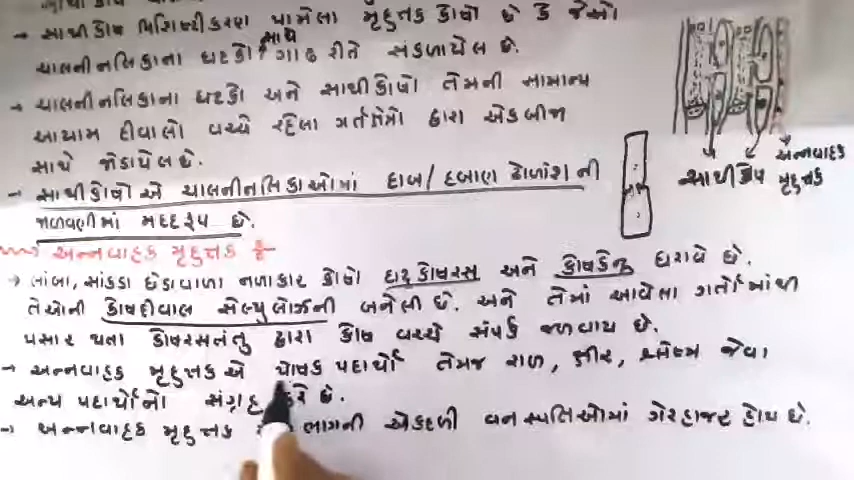 → સાથીકોષ વિશિષ્ટીકરણ પામેલા મૃદુત્તક કોષો છે કે જેઓ
ચાલનીનલિકાના ઘટકો સાથે ગાઢ રીતે સંકળાયેલ છે.
→ ચાલનીનલિકાના ઘટકો અને સાથીકોષો તેમની સામાન્ય
આયામ દીવાલો વચ્ચે રહેલા ગર્તક્ષેત્રો દ્વારા એકબીજા
સાથે જોડાયેલ છે.
- સાથીકોષો એ ચાલનીનલિકાઓમાં દાબ/દબાણ ઢોળાંશની
જાળવણીમાં મદદરૂપ છે.
સાથીકોષ
અન્નવાહક
મૃદુત્તક
અન્નવાહક મૃદુત્તક :-
→ લાંબા, સાંકડા છેડાવાળા નળાકાર કોષો ઘટ્ટ કોષરસ અને કોષકેન્દ્ર ધરાવે છે.
તેઓની કોષદીવાલ સેલ્યુલોઝની બનેલી છે. અને તેમાં આવેલા ગર્તોમાંથી
પસાર થતા કોષરસતંતુ દ્વારા કોષ વચ્ચે સંપર્ક જળવાય છે.
→ અન્નવાહક મૃદુત્તક એ પોષક પદાર્થો તેમજ રાળ, ક્ષીર, શ્લેષ્મ જેવા
અન્ય પદાર્થોનો સંગ્રહ કરે છે.
→ અન્નવાહક મૃદુત્તક લાગની એકદળી વનસ્પતિઓમાં ગેરહાજર હોય છે.